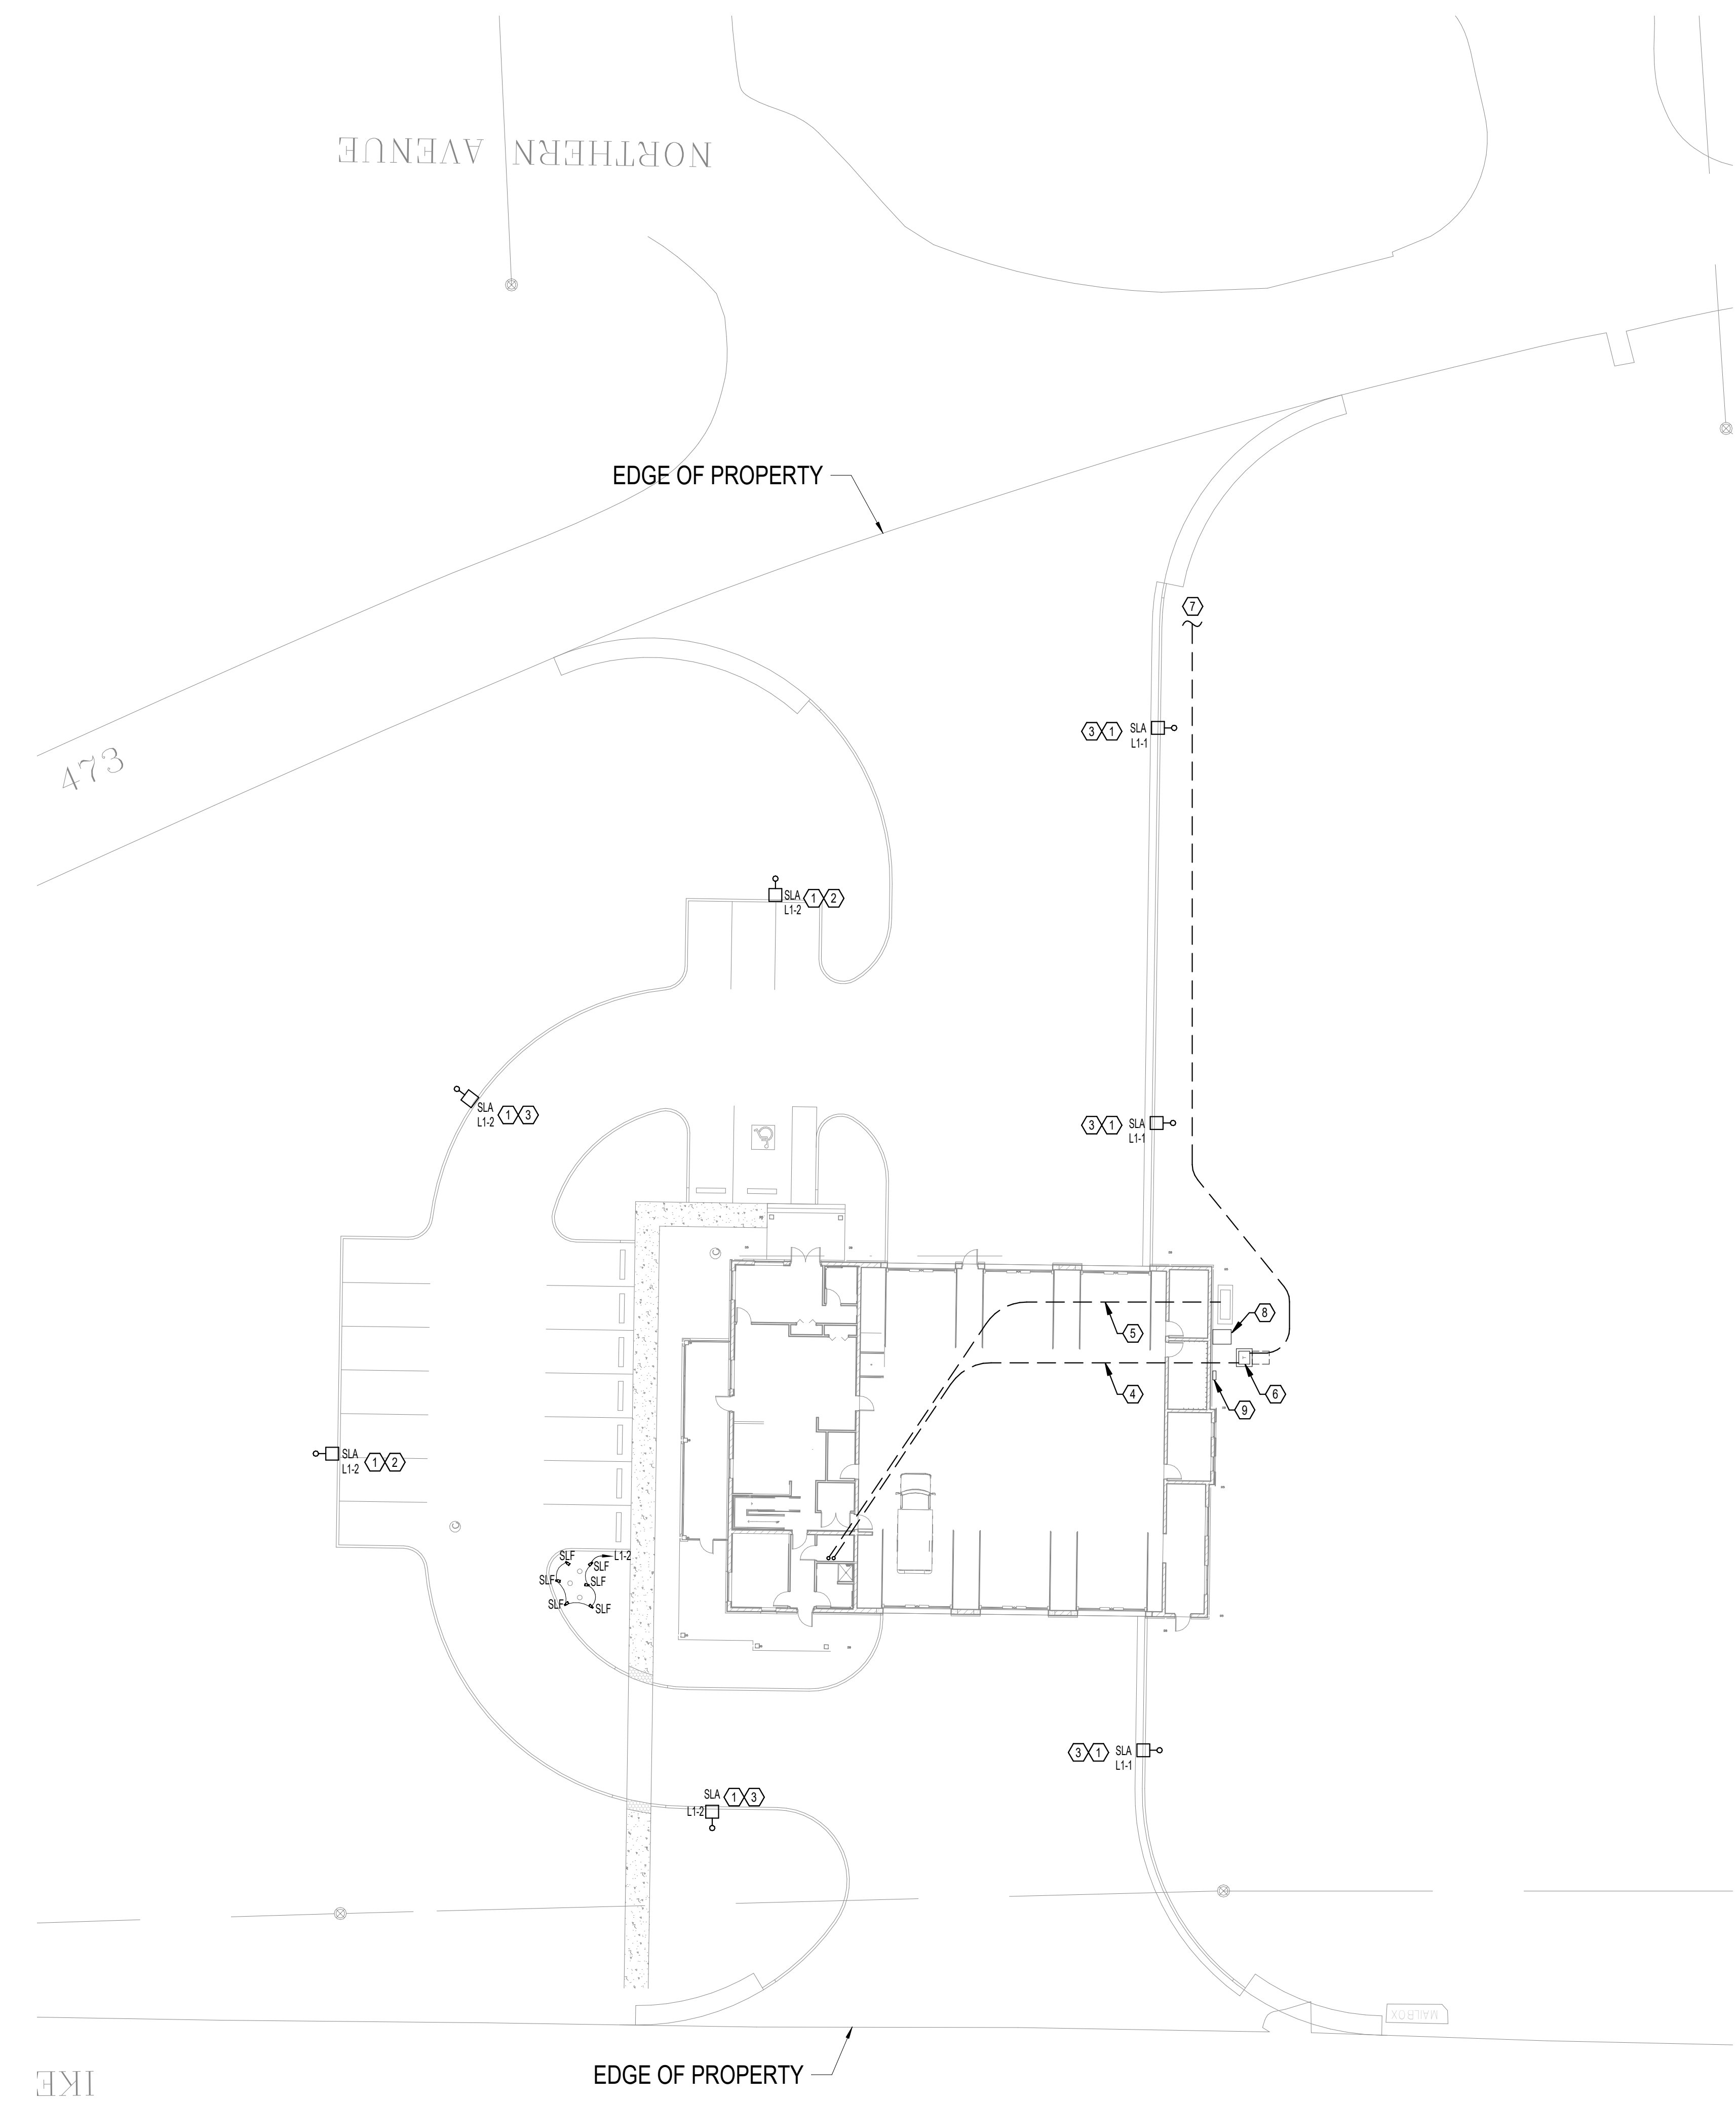 NORTHERN AVENUE
EDGE OF PROPERTY
7
473
3 1 SLA
L1-1
SLA 1 2
L1-2
SLA 1 3
L1-2
3 1 SLA
L1-1
8
5
6
4
9
SLA 1 2
L1-2
SLF
SLF
L1-2
SLF
SLF
SLF
SLF
3 1 SLA
L1-1
SLA 1 3
L1-2
MAILBOX
EDGE OF PROPERTY
IKE